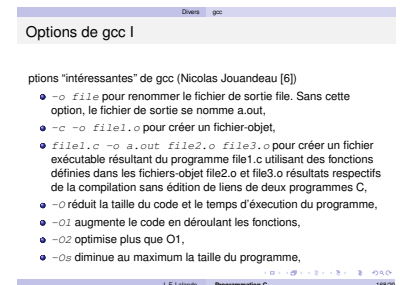 Divers gcc
Options de gcc I
ptions "intéressantes" de gcc (Nicolas Jouandeau [6])
-o file pour renommer le fichier de sortie file. Sans cette
option, le fichier de sortie se nomme a.out,
-c -o file1.o pour créer un fichier-objet,
file1.c -o a.out file2.o file3.o pour créer un fichier
exécutable résultant du programme file1.c utilisant des fonctions
définies dans les fichiers-objet file2.o et file3.o résultats respectifs
de la compilation sans édition de liens de deux programmes C,
-O réduit la taille du code et le temps d'éxecution du programme,
-O1 augmente le code en déroulant les fonctions,
-O2 optimise plus que O1,
-Os diminue au maximum la taille du programme,
Programmation C